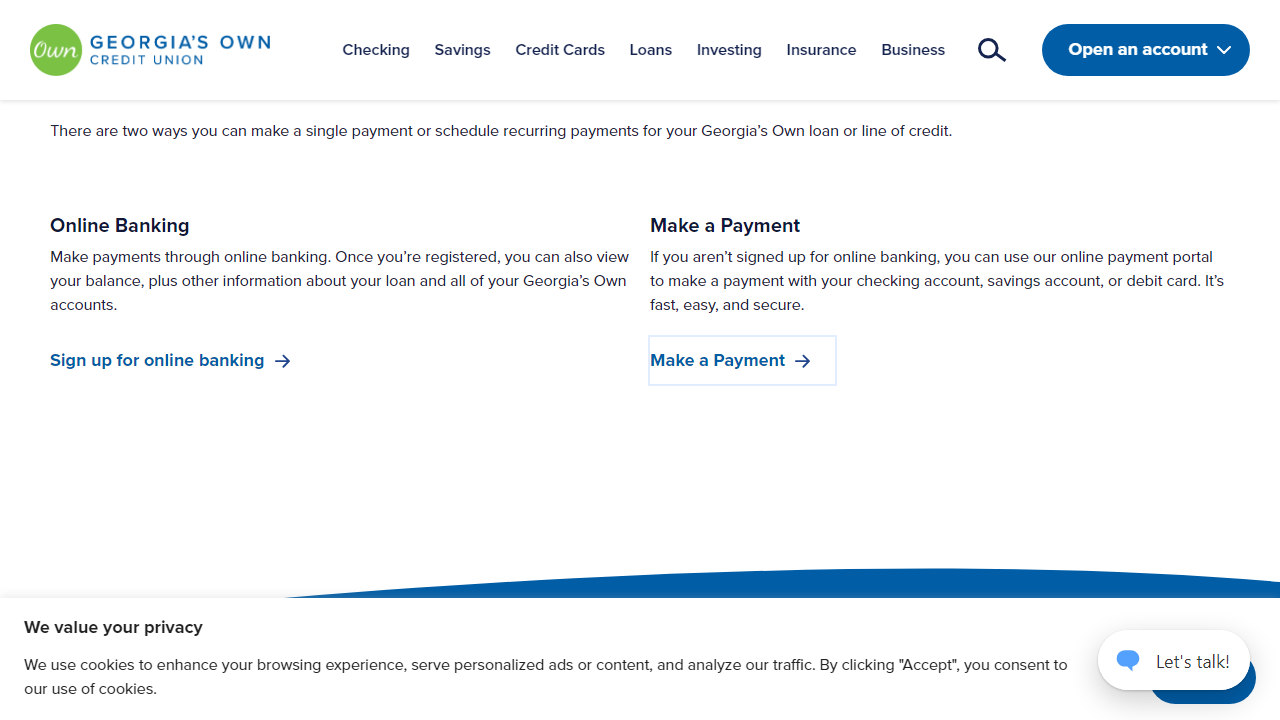 Own GEORGIA'S OWN
CREDIT UNION
Checking Savings Credit Cards Loans Investing Insurance Business
Open an account
There are two ways you can make a single payment or schedule recurring payments for your Georgia’s Own loan or line of credit.
Online Banking
Make payments through online banking. Once you’re registered, you can also view
your balance, plus other information about your loan and all of your Georgia’s Own
accounts.
Sign up for online banking
Make a Payment
If you aren’t signed up for online banking, you can use our online payment portal
to make a payment with your checking account, savings account, or debit card. It’s
fast, easy, and secure.
Make a Payment
We value your privacy
We use cookies to enhance your browsing experience, serve personalized ads or content, and analyze our traffic. By clicking "Accept", you consent to
our use of cookies.
Let's talk!